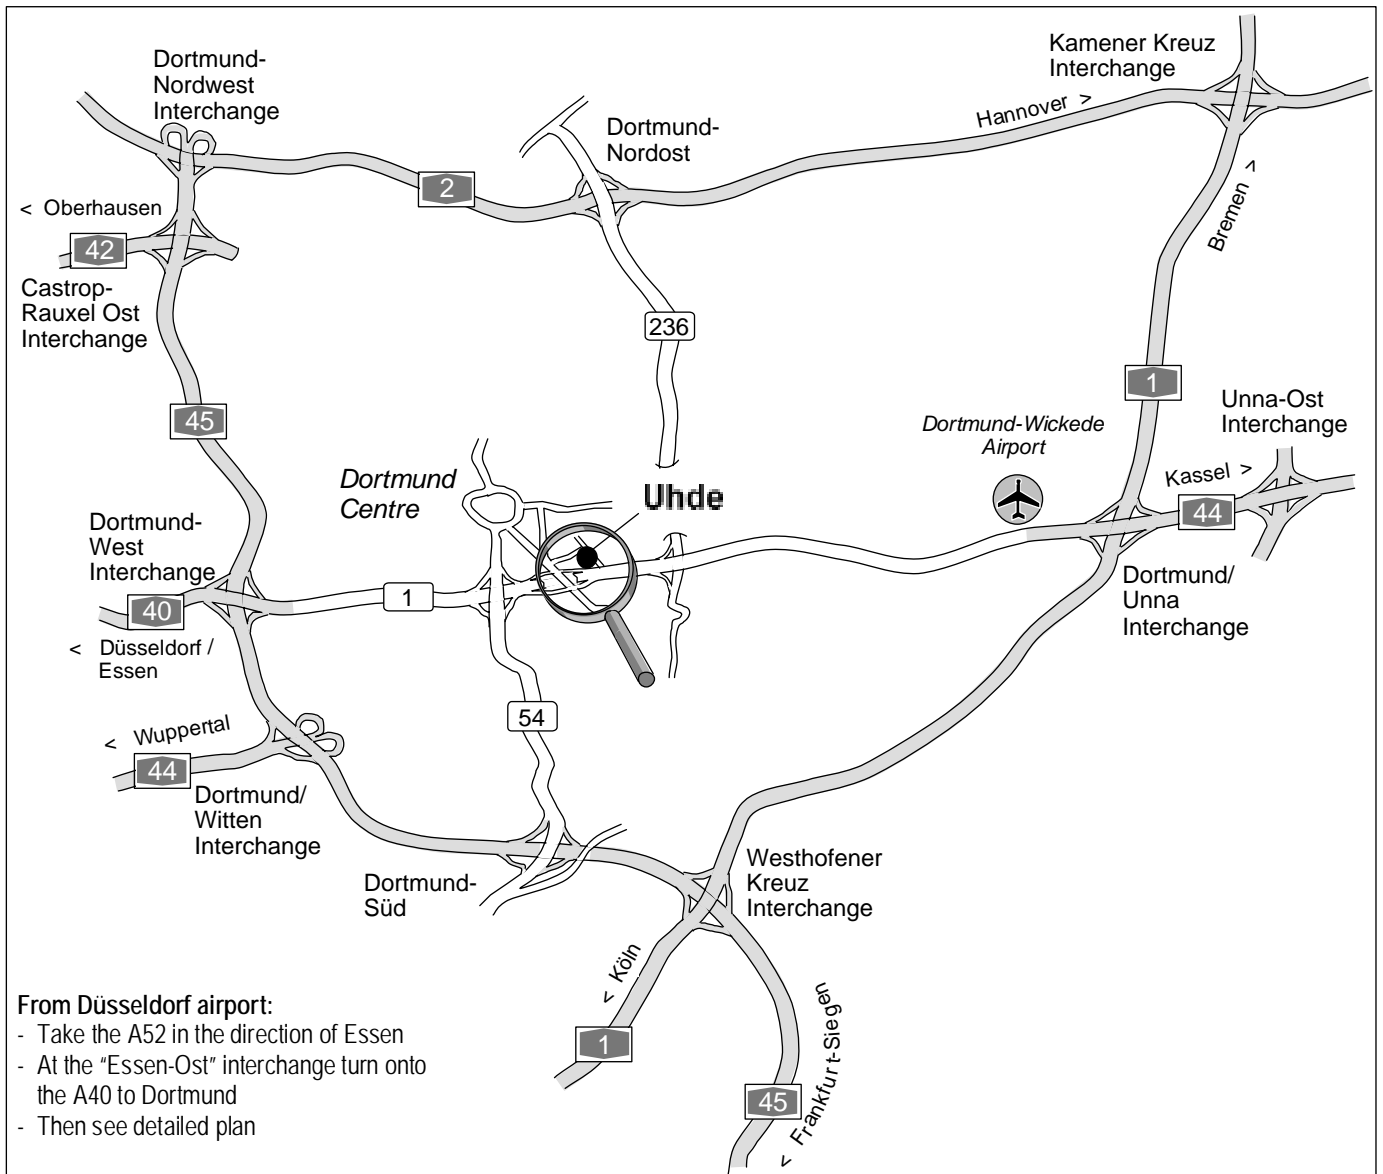 Dortmund-
Nordwest
Interchange
Kamener Kreuz
Interchange
Hannover >
Dortmund-
Nordost
2
< Oberhausen
42
Castrop-
Rauxel Ost
Interchange
Bremen >
236
1
45
Unna-Ost
Interchange
Dortmund-Wickede
Airport
Kassel >
44
Dortmund
Centre
Uhde
Dortmund-
West
Interchange
40
1
< Düsseldorf /
Essen
Dortmund/
Unna
Interchange
54
< Wuppertal
44
Dortmund/
Witten
Interchange
Dortmund-
Süd
Westhofener
Kreuz
Interchange
< Köln
1
45
< Frankfurt-Siegen
From Düsseldorf airport:
- Take the A52 in the direction of Essen
- At the “Essen-Ost” interchange turn onto
the A40 to Dortmund
- Then see detailed plan